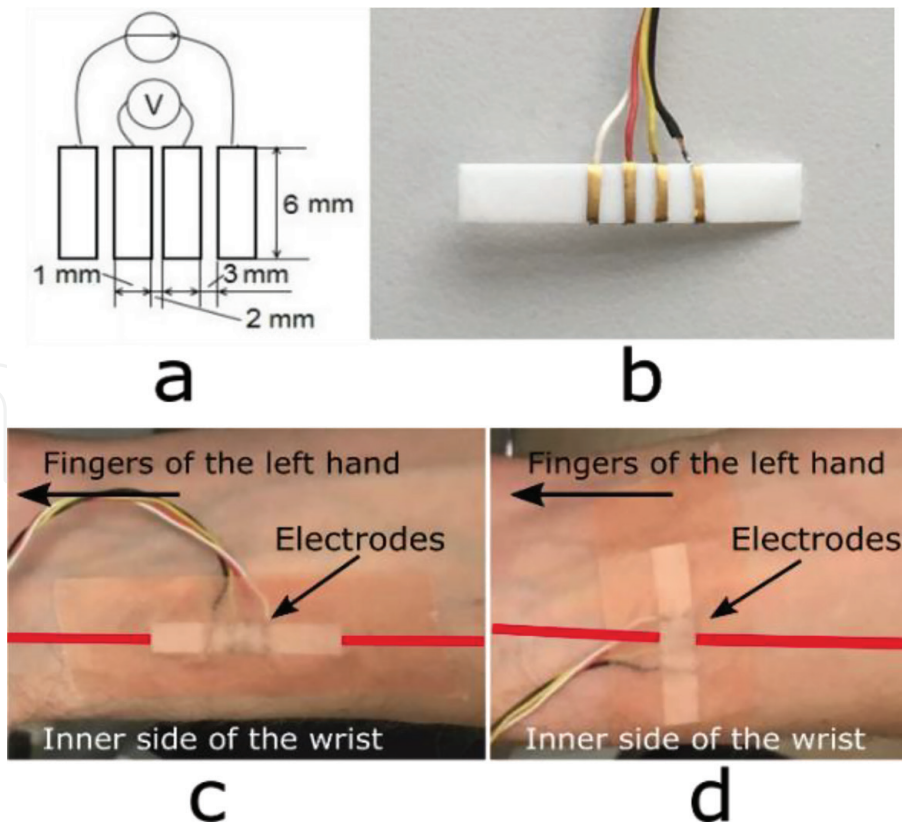 V
6 mm
1 mm
3 mm
2 mm
a
b
Fingers of the left hand
Electrodes
Inner side of the wrist
c
Fingers of the left hand
Electrodes
Inner side of the wrist
d